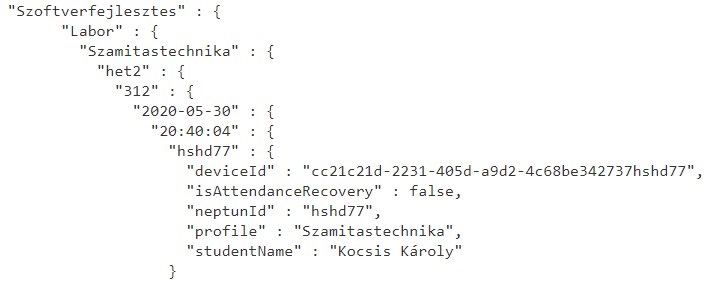 "Szoftverfejlesztes" : {
"Labor" : {
"Szamitastechnika" : {
"het2" : {
"312" : {
"2020-05-30" : {
"20:40:04" : {
"hshd77" : {
"deviceId" : "cc21c21d-2231-405d-a9d2-4c68be342737hshd77",
"isAttendanceRecovery" : false,
"neptunId" : "hshd77",
"profile" : "Szamitastechnika",
"studentName" : "Kocsis Károly"
}